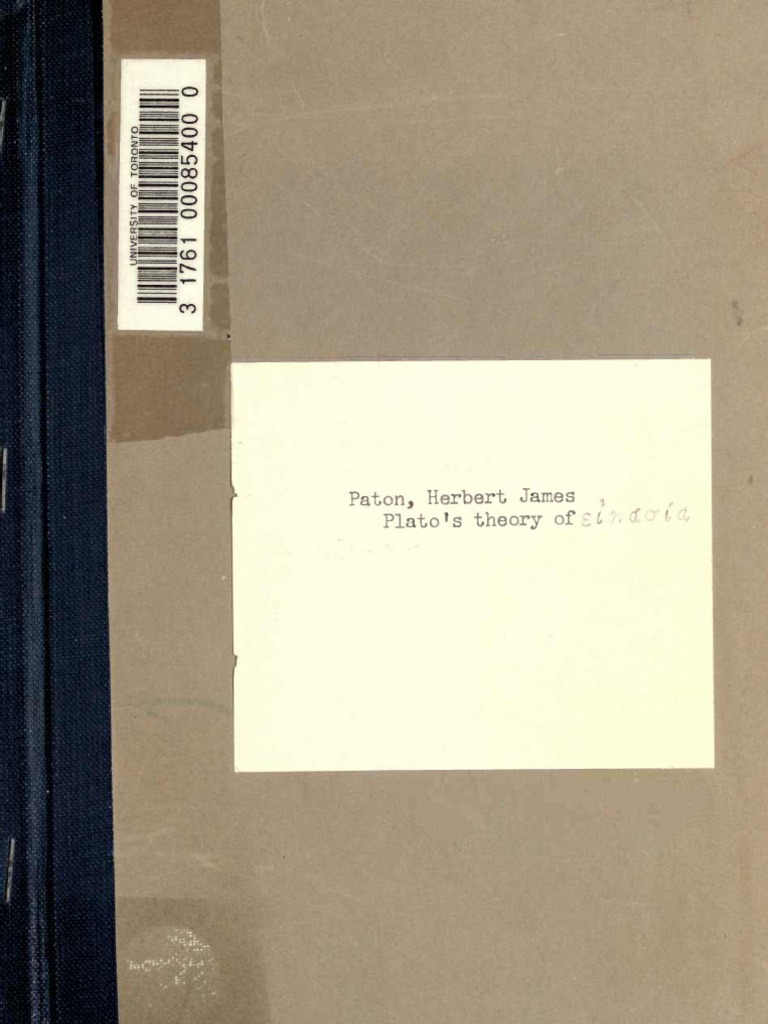 UNIVERSITY OF TORONTO
3 1761 00085400 0
Paton, Herbert James
Plato's theory of εἰκασία